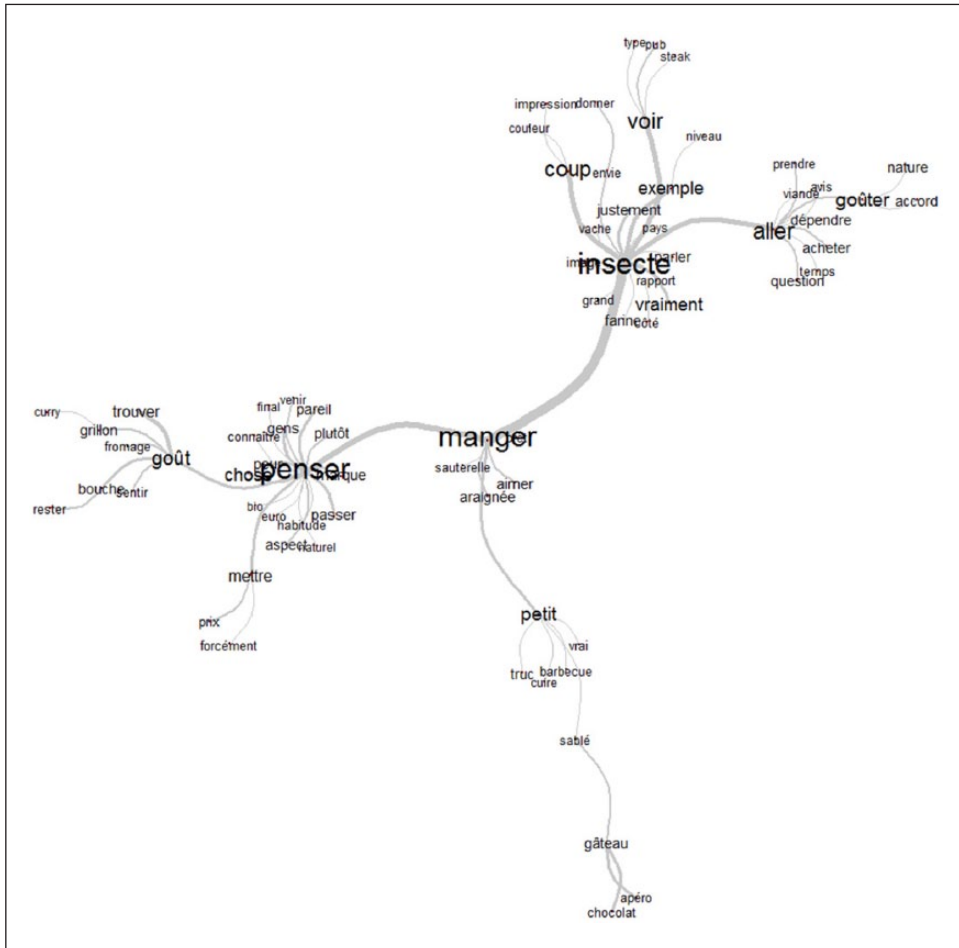 type
pub
steak
impression
donner
voir
couleur
niveau
coup
envie
prendre
nature
exemple
viande
avis
goûter
accord
justement
dépendre
vache
pays
aller
acheter
parler
insecte
image
temps
rapport
question
grand
vraiment
farine
côté
curry
trouver
final
venir
pareil
grillon
gens
plutôt
connaître
manger
fromage
goût
chose
penser
marque
sauterelle
aimer
bouche
sentir
araignée
rester
bio
euro
passer
habitude
aspect
naturel
mettre
prix
petit
forcément
vrai
truc
barbecue
cuire
sablé
gâteau
apéro
chocolat